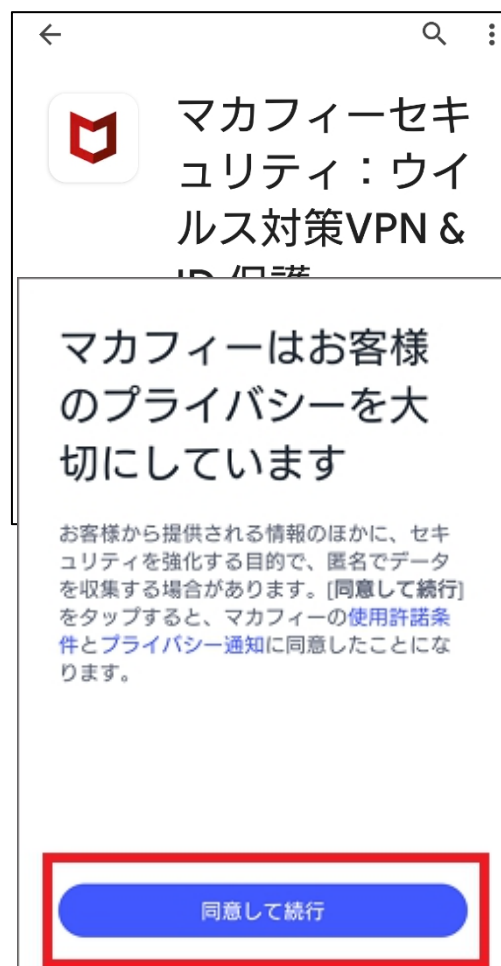 マカフィーセキ
ュリティ：ウイ
ルス対策VPN &
ID 保護
マカフィーはお客様
のプライバシーを大
切にしています
お客様から提供される情報のほかに、セキ
ュリティを強化する目的で、匿名でデータ
を収集する場合があります。[同意して続行]
をタップすると、マカフィーの使用許諾条
件とプライバシー通知に同意したことにな
ります。
同意して続行